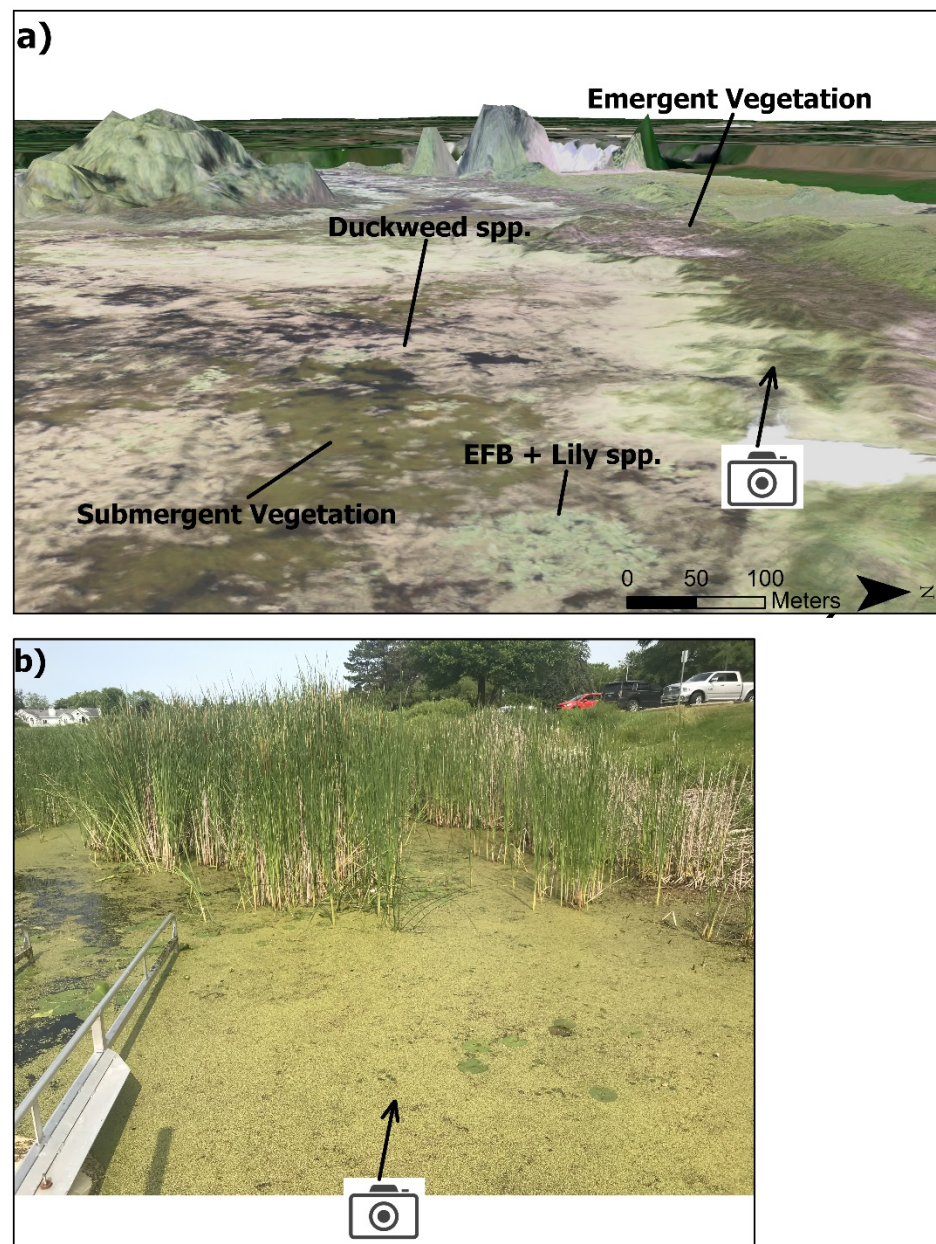 a)
Emergent Vegetation
Duckweed spp.
EFB + Lily spp.
Submergent Vegetation
0 50 100
Meters
N
b)